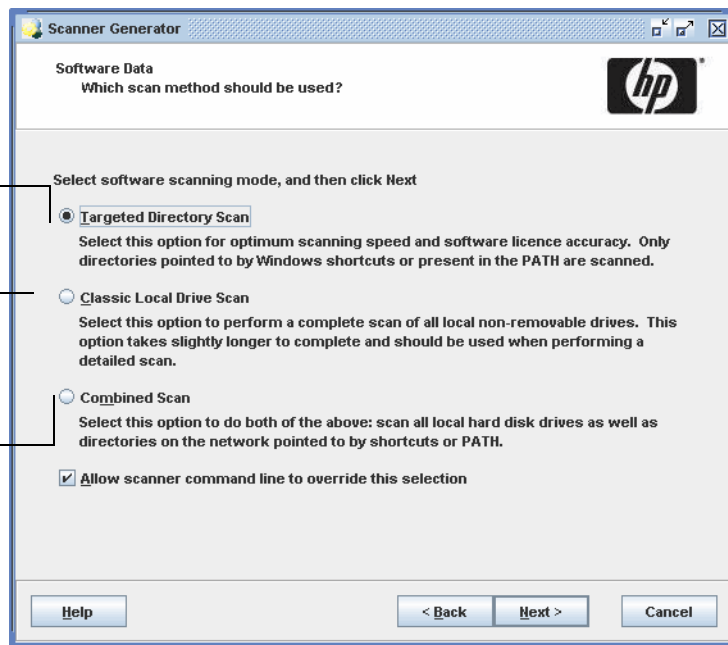 Scanner Generator
Software Data
Which scan method should be used?
hp
Select software scanning mode, and then click Next
Targeted Directory Scan
Select this option for optimum scanning speed and software licence accuracy. Only
directories pointed to by Windows shortcuts or present in the PATH are scanned.
Classic Local Drive Scan
Select this option to perform a complete scan of all local non-removable drives. This
option takes slightly longer to complete and should be used when performing a
detailed scan.
Combined Scan
Select this option to do both of the above: scan all local hard disk drives as well as
directories on the network pointed to by shortcuts or PATH.
Allow scanner command line to override this selection
Help
< Back
Next >
Cancel